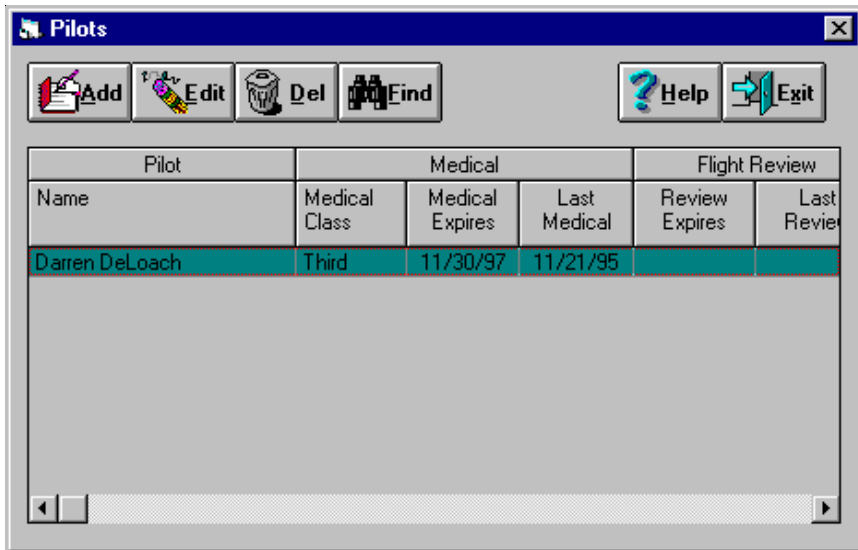 Pilots
Add Edit Del Find Help Exit
Pilot Medical Flight Review
Name Medical Class Medical Expires Last Medical Review Expires Last
Darren DeLoach Third 11/30/97 11/21/95